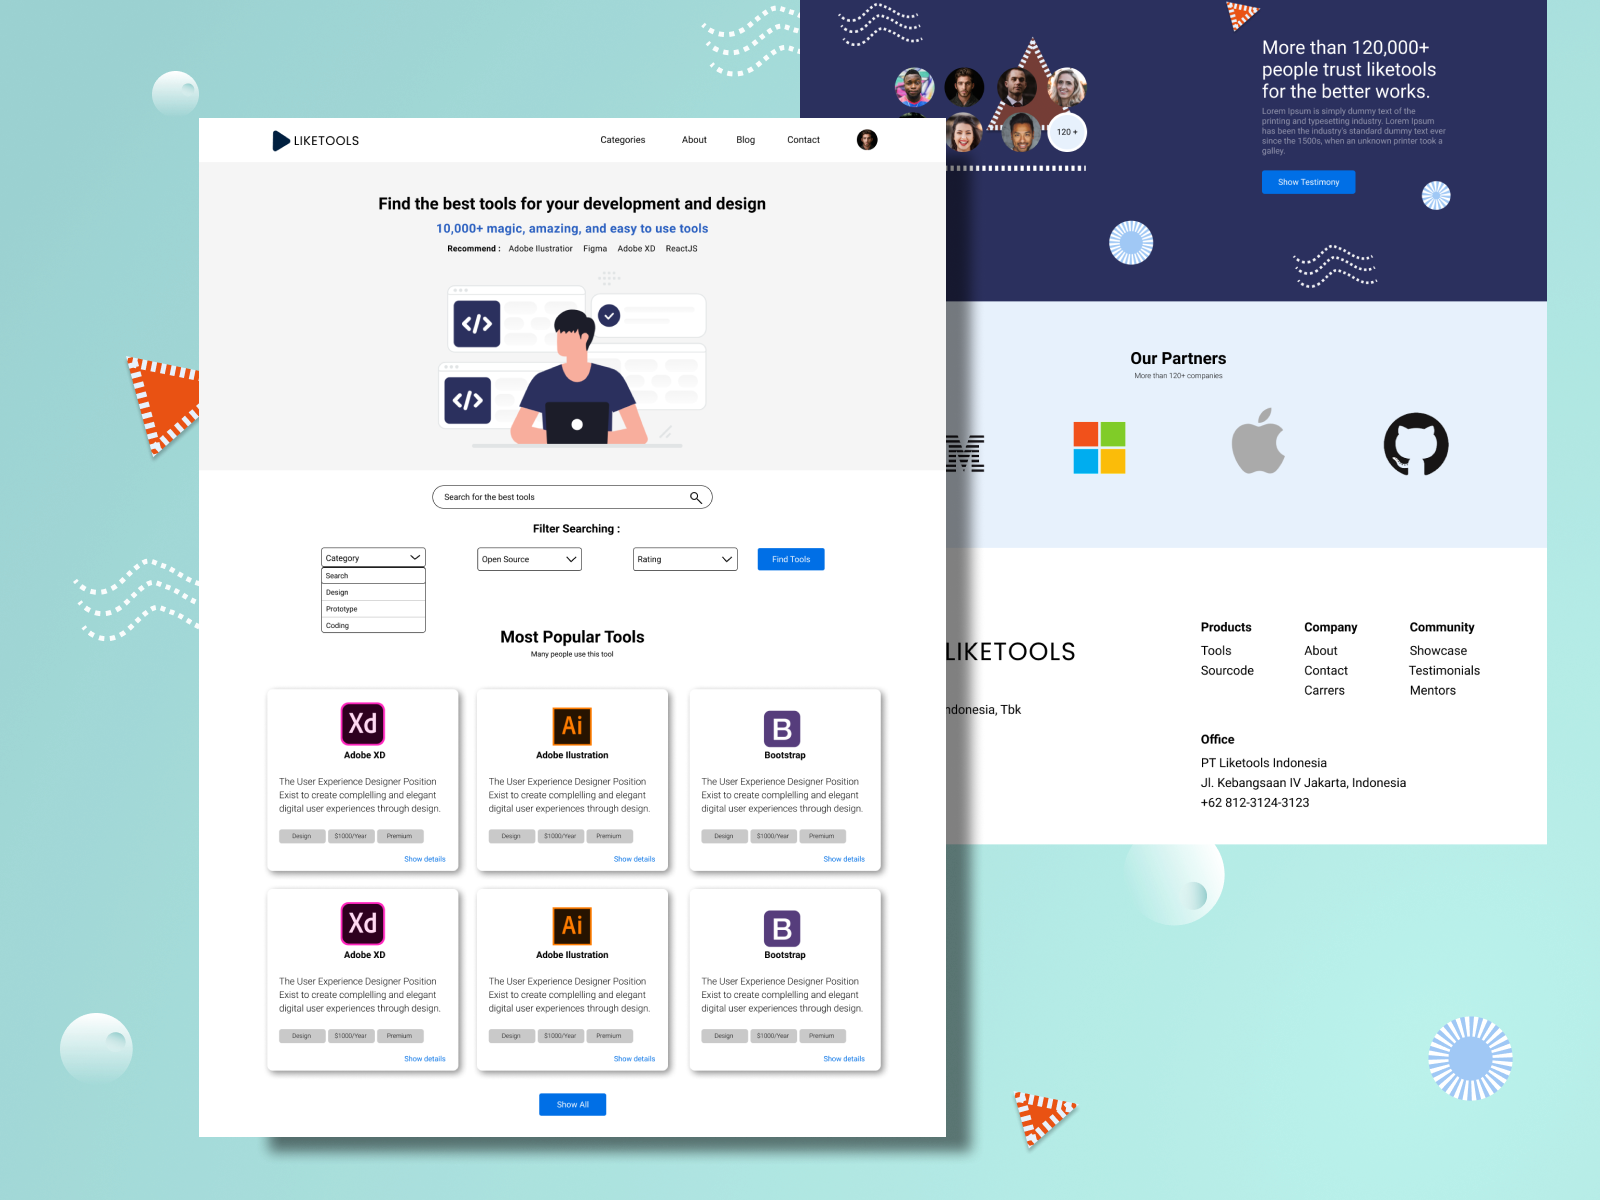 LIKETOOLS
Categories
About
Blog
Contact
Find the best tools for your development and design
10,000+ magic, amazing, and easy to use tools
Recommend : Adobe Ilustratior Figma Adobe XD ReactJS
</>
</>
Search for the best tools
Filter Searching :
Category
Open Source
Rating
Find Tools
Search
Design
Prototype
Coding
Most Popular Tools
Many people use this tool
Xd
Adobe XD
The User Experience Designer Position
Exist to create complelling and elegant
digital user experiences through design.
Design
$1000/Year
Premium
Show details
Ai
Adobe Ilustration
The User Experience Designer Position
Exist to create complelling and elegant
digital user experiences through design.
Design
$1000/Year
Premium
Show details
B
Bootstrap
The User Experience Designer Position
Exist to create complelling and elegant
digital user experiences through design.
Design
$1000/Year
Premium
Show details
Xd
Adobe XD
The User Experience Designer Position
Exist to create complelling and elegant
digital user experiences through design.
Design
$1000/Year
Premium
Show details
Ai
Adobe Ilustration
The User Experience Designer Position
Exist to create complelling and elegant
digital user experiences through design.
Design
$1000/Year
Premium
Show details
B
Bootstrap
The User Experience Designer Position
Exist to create complelling and elegant
digital user experiences through design.
Design
$1000/Year
Premium
Show details
Show All
120 +
More than 120,000+
people trust liketools
for the better works.
Lorem Ipsum is simply dummy text of the
printing and typesetting industry. Lorem Ipsum
has been the industry's standard dummy text ever
since the 1500s, when an unknown printer took a
galley.
Show Testimony
Our Partners
More than 120+ companies
M
LIKETOOLS
ndonesia, Tbk
Products
Tools
Sourcode
Company
About
Contact
Carrers
Community
Showcase
Testimonials
Mentors
Office
PT Liketools Indonesia
Jl. Kebangsaan IV Jakarta, Indonesia
+62 812-3124-3123